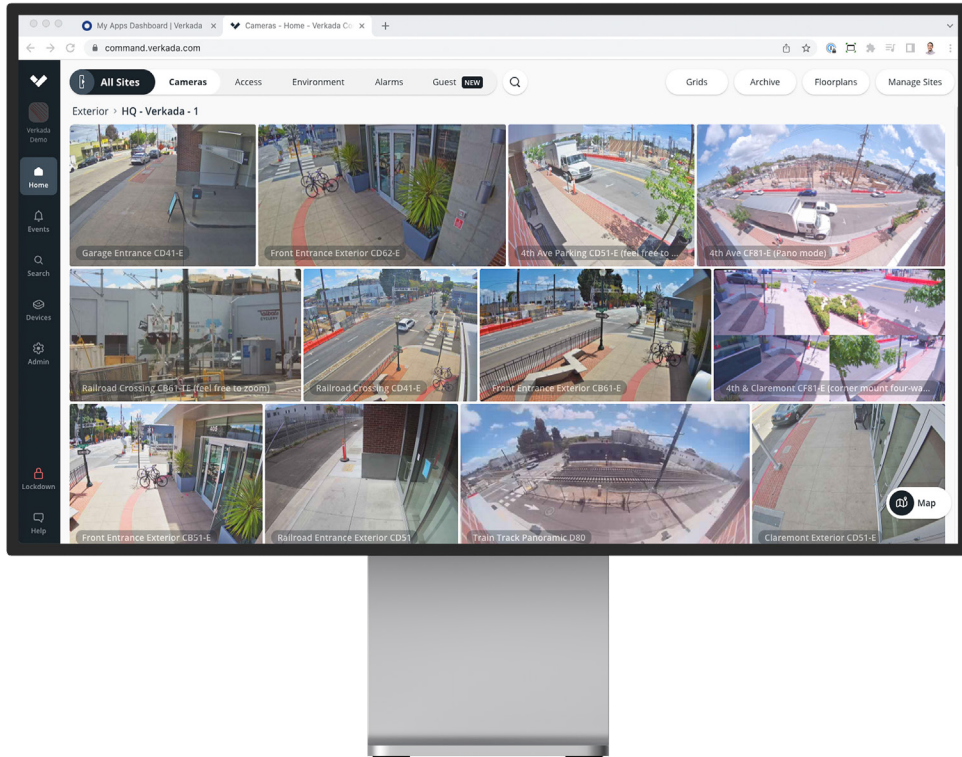 My Apps Dashboard | Verkada
Cameras - Home - Verkada Co
command.verkada.com
All Sites
Cameras
Access
Environment
Alarms
Guest NEW
Grids
Archive
Floorplans
Manage Sites
Exterior > HQ - Verkada - 1
Verkada
Demo
Home
Events
Search
Devices
Admin
Lockdown
Help
Garage Entrance CD41-E
Front Entrance Exterior CD62-E
4th Ave Parking CD51-E (feel free to ...
4th Ave CF81-E (Pano mode)
Railroad Crossing CB61-TE (feel free to zoom)
Railroad Crossing CD41-E
Front Entrance Exterior CB61-E
4th & Claremont CF81-E (corner mount four-wa...
Front Entrance Exterior CB51-E
Railroad Entrance Exterior CD51
Train Track Panoramic D80
Claremont Exterior CD51-E
Map